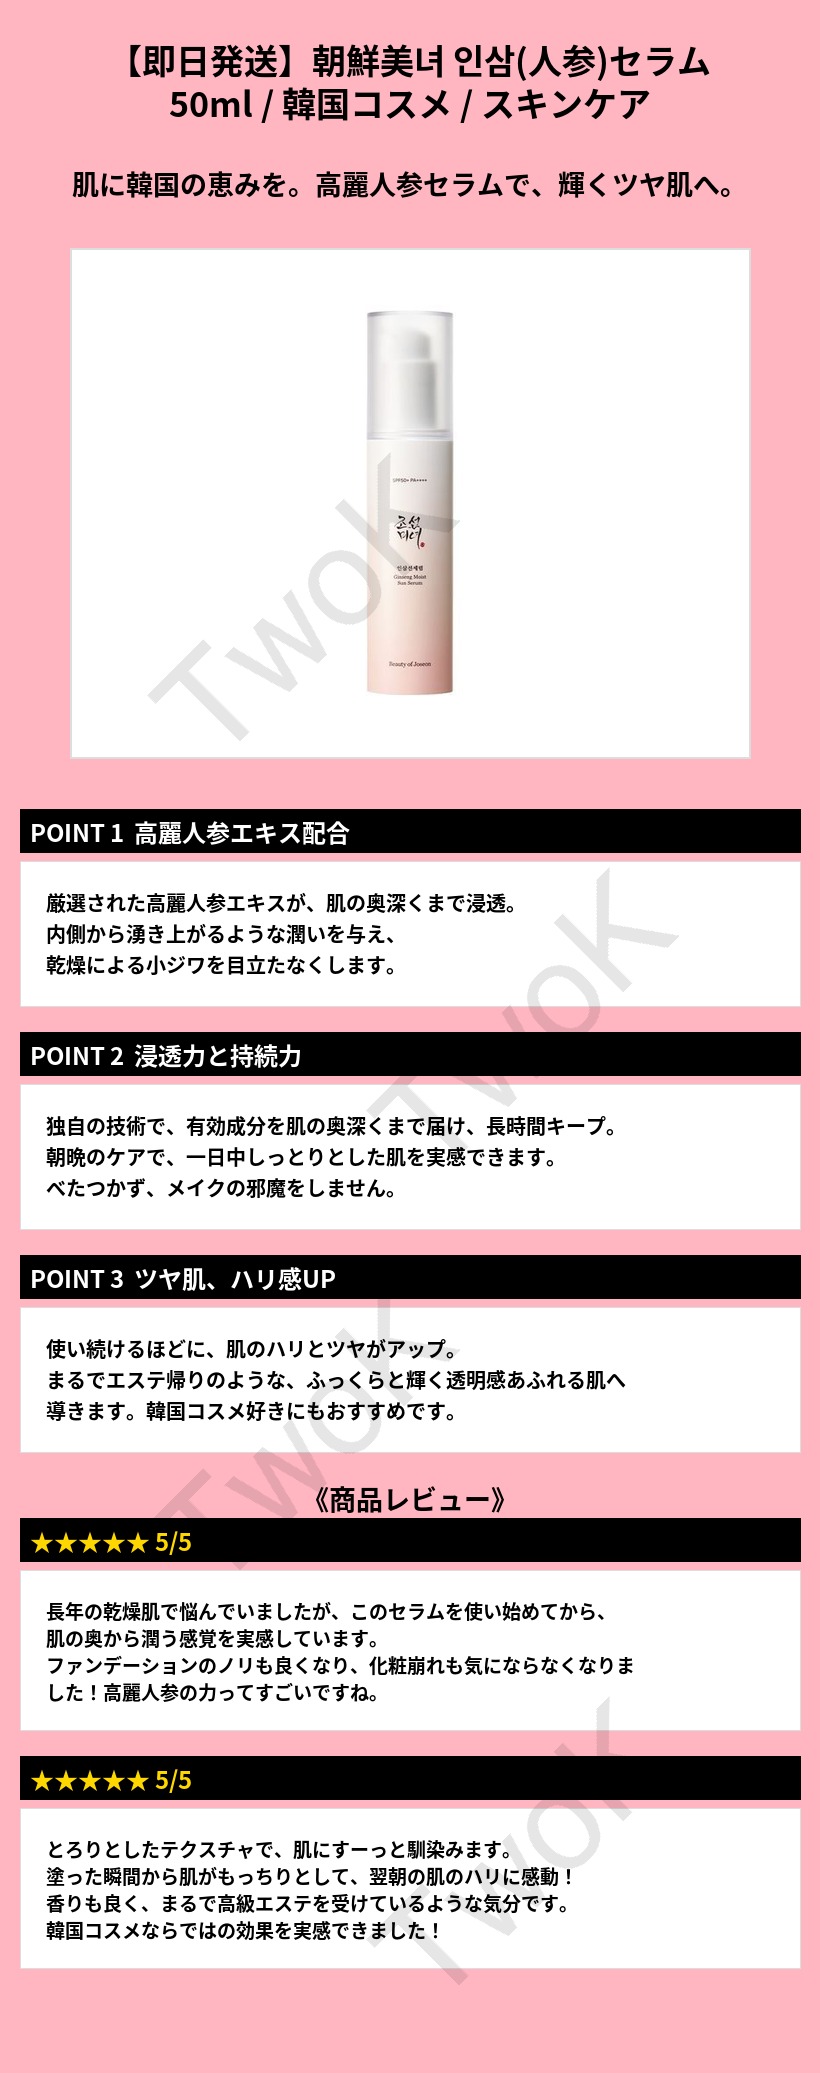 【即日発送】朝鮮美녀 인삼(人参)セラム
50ml / 韓国コスメ / スキンケア
肌に韓国の恵みを。高麗人参セラムで、輝くツヤ肌へ。
SPF50+ PA++++
조선
미녀
인삼선세럼
Ginseng Moist
Sun Serum
Beauty of Joseon
TwoK
POINT 1 高麗人参エキス配合
厳選された高麗人参エキスが、肌の奥深くまで浸透。
内側から湧き上がるような潤いを与え、
乾燥による小ジワを目立たなくします。
TwoK
POINT 2 浸透力と持続力
独自の技術で、有効成分を肌の奥深くまで届け、長時間キープ。
朝晩のケアで、一日中しっとりとした肌を実感できます。
べたつかず、メイクの邪魔をしません。
POINT 3 ツヤ肌、ハリ感UP
使い続けるほどに、肌のハリとツヤがアップ。
まるでエステ帰りのような、ふっくらと輝く透明感あふれる肌へ
導きます。韓国コスメ好きにもおすすめです。
TwoK
《商品レビュー》
★★★★★ 5/5
長年の乾燥肌で悩んでいましたが、このセラムを使い始めてから、
肌の奥から潤う感覚を実感しています。
ファンデーションのノリも良くなり、化粧崩れも気にならなくなりま
した！高麗人参の力ってすごいですね。
★★★★★ 5/5
とろりとしたテクスチャで、肌にすーっと馴染みます。
塗った瞬間から肌がもっちりとして、翌朝の肌のハリに感動！
香りも良く、まるで高級エステを受けているような気分です。
韓国コスメならではの効果を実感できました！
TwoK